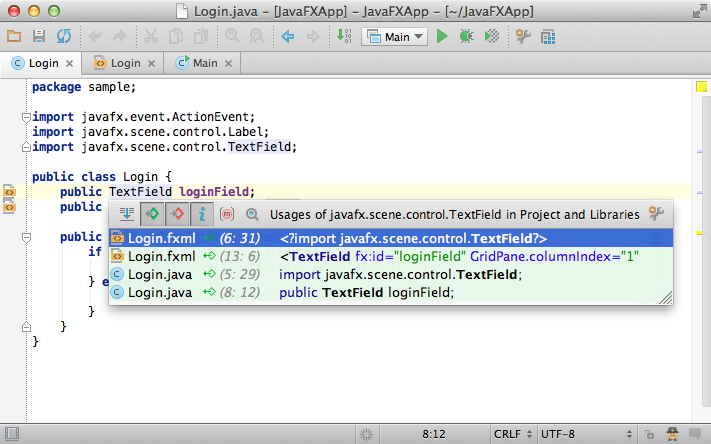 Login.java – [JavaFXApp] – JavaFXApp – [~/JavaFXApp]
Main
Login Login Main
package sample;
import javafx.event.ActionEvent;
import javafx.scene.control.Label;
import javafx.scene.control.TextField;
public class Login {
public TextField loginField;
public
Usages of javafx.scene.control.TextField in Project and Libraries
Login.fxml (6: 31) <?import javafx.scene.control.TextField?>
Login.fxml (13: 6) <TextField fx:id="loginField" GridPane.columnIndex="1"
Login.java (5: 29) import javafx.scene.control.TextField;
Login.java (8: 12) public TextField loginField;
public
if
} e
}
}
}
8:12 CRLF UTF-8